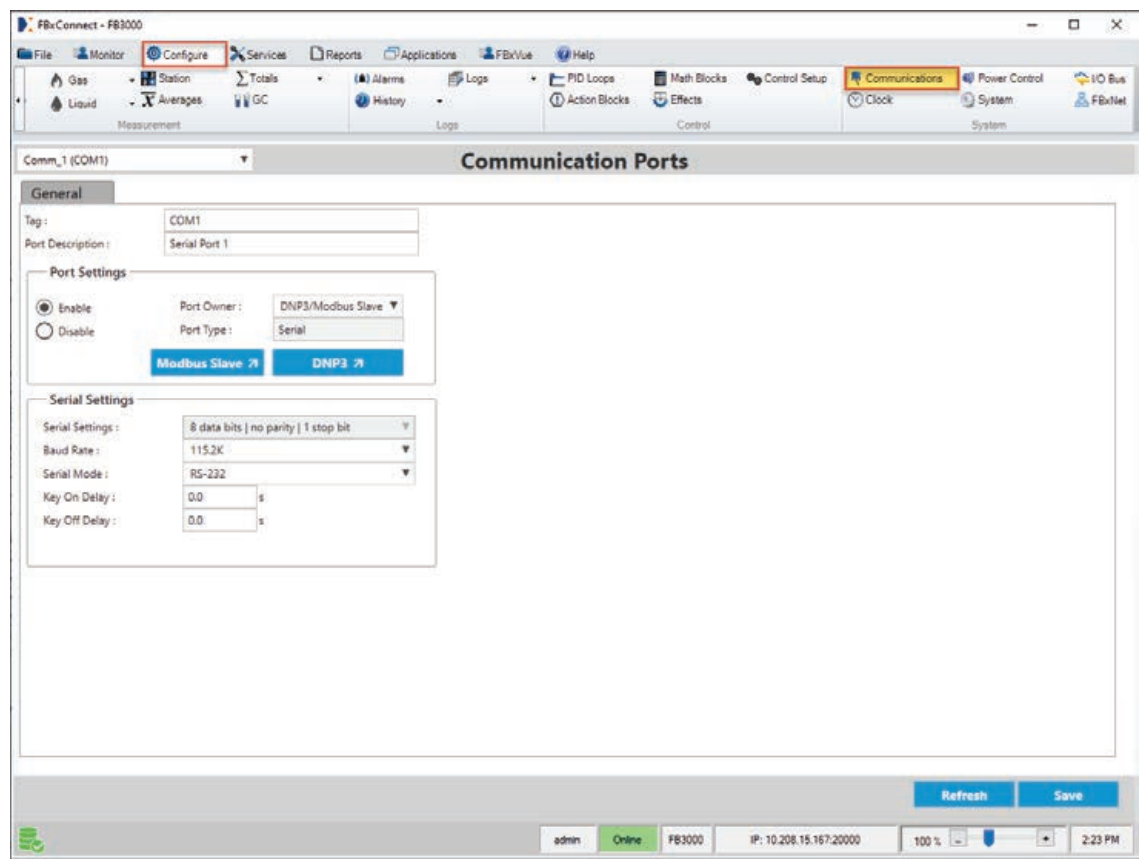 FBxConnect - FB3000
File Monitor Configure Services Reports Applications FBxVue Help
Gas Station Totals Alarms Logs PID Loops Math Blocks Control Setup Communications Power Control I/O Bus
Liquid Averages GC History Action Blocks Effects Clock System FBxNet
Measurement Logs Control System
Comm_1 (COM1) Communication Ports
General
Tag : COM1
Port Description : Serial Port 1
Port Settings
Enable Port Owner : DNP3/Modbus Slave
Disable Port Type : Serial
Modbus Slave DNP3
Serial Settings
Serial Settings : 8 data bits | no parity | 1 stop bit
Baud Rate : 115.2K
Serial Mode : RS-232
Key On Delay : 0.0 s
Key Off Delay : 0.0 s
Refresh Save
admin Online FB3000 IP: 10.208.15.167:20000 100 % - + 2:23 PM